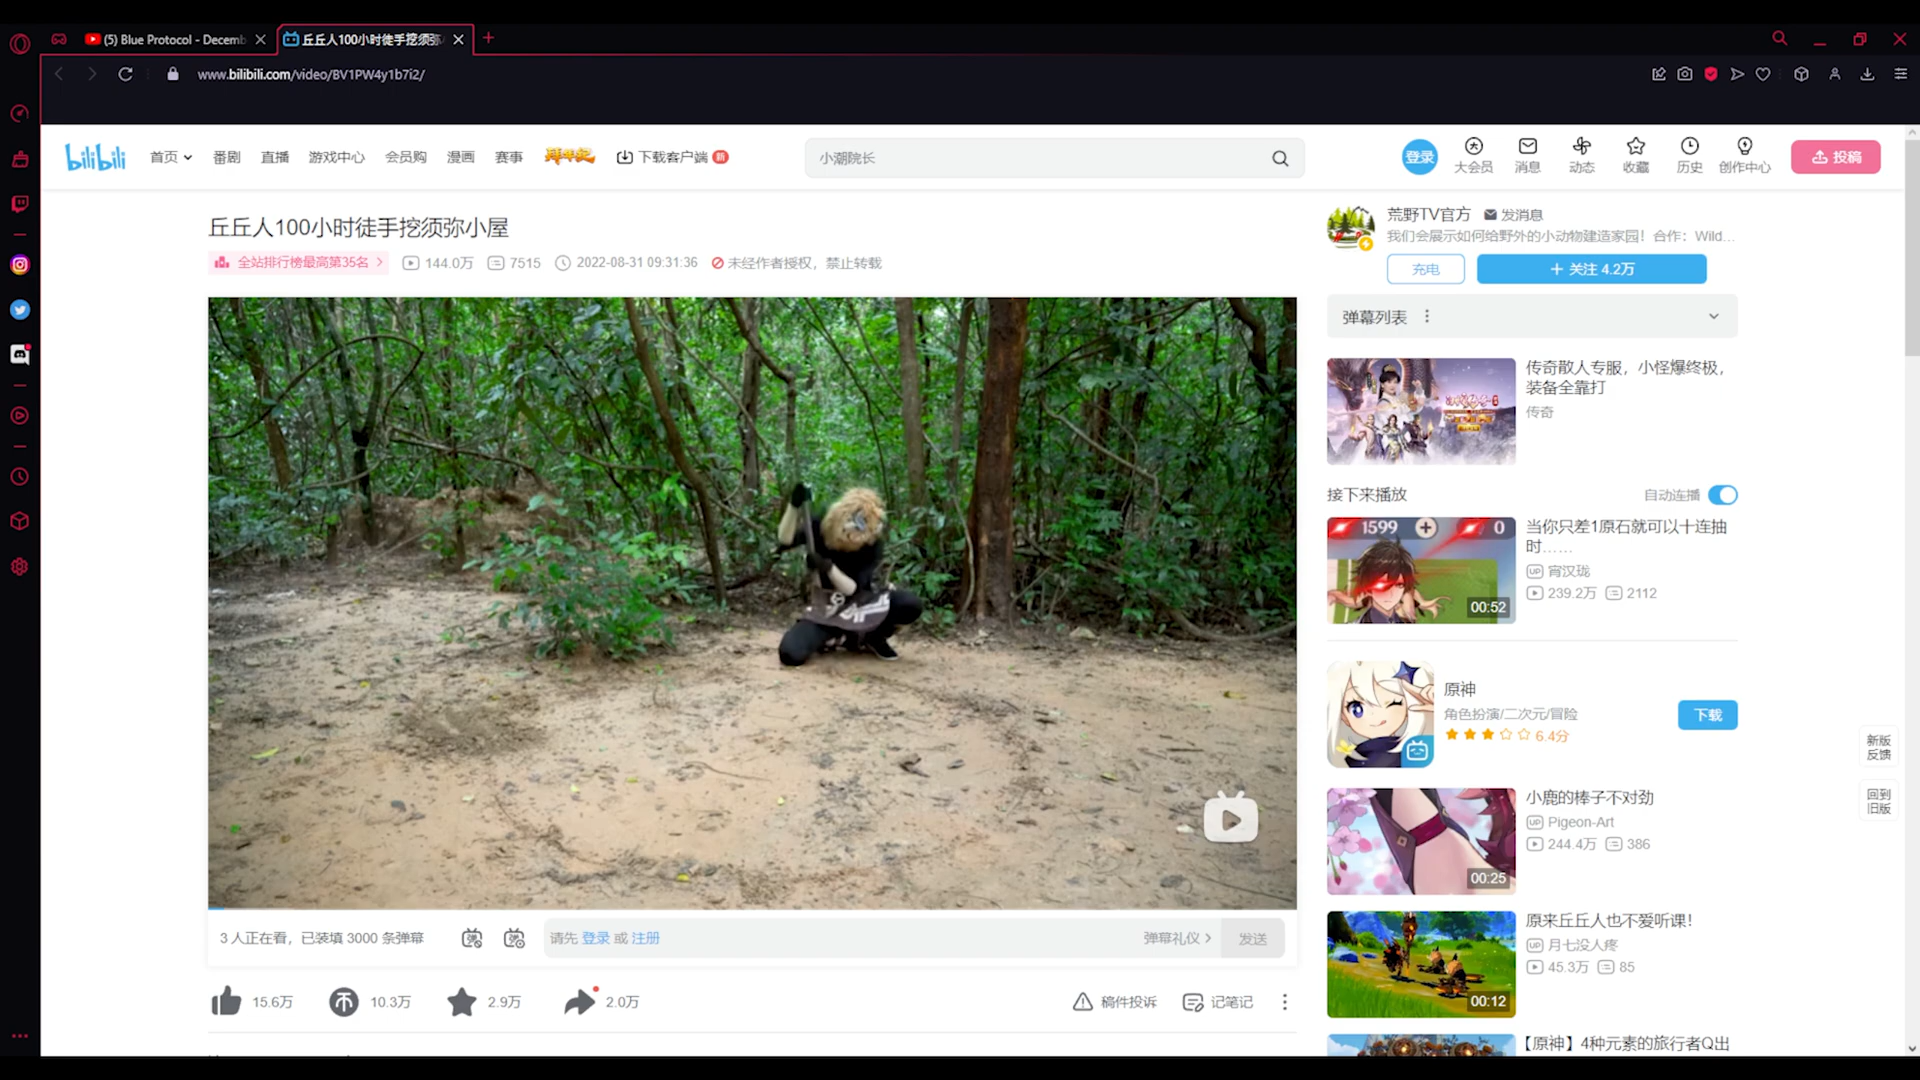 (5) Blue Protocol - Decemb
丘丘人100小时徒手挖须弥
www.bilibili.com/video/BV1PW4y1b7i2/
bilibili
首页
番剧
直播
游戏中心
会员购
漫画
赛事
拜年纪
下载客户端
新
小潮院长
登录
大会员
消息
动态
收藏
历史
创作中心
投稿
丘丘人100小时徒手挖须弥小屋
全站排行榜最高第35名
144.0万
7515
2022-08-31 09:31:36
未经作者授权，禁止转载
荒野TV官方
发消息
我们会展示如何给野外的小动物建造家园！合作：Wild...
充电
+ 关注 4.2万
弹幕列表
传奇散人专服，小怪爆终极，
装备全靠打
传奇
接下来播放
自动连播
1599
0
00:52
当你只差1原石就可以十连抽
时……
UP 宵汉珑
239.2万
2112
原神
角色扮演/二次元/冒险
6.4分
下载
新版
反馈
回到
旧版
00:25
小鹿的棒子不对劲
UP Pigeon-Art
244.4万
386
00:12
原来丘丘人也不爱听课！
UP 月七没人疼
45.3万
85
【原神】4种元素的旅行者Q出
3 人正在看，已装填 3000 条弹幕
弹
弹
请先 登录 或 注册
弹幕礼仪
发送
15.6万
10.3万
2.9万
2.0万
稿件投诉
记笔记